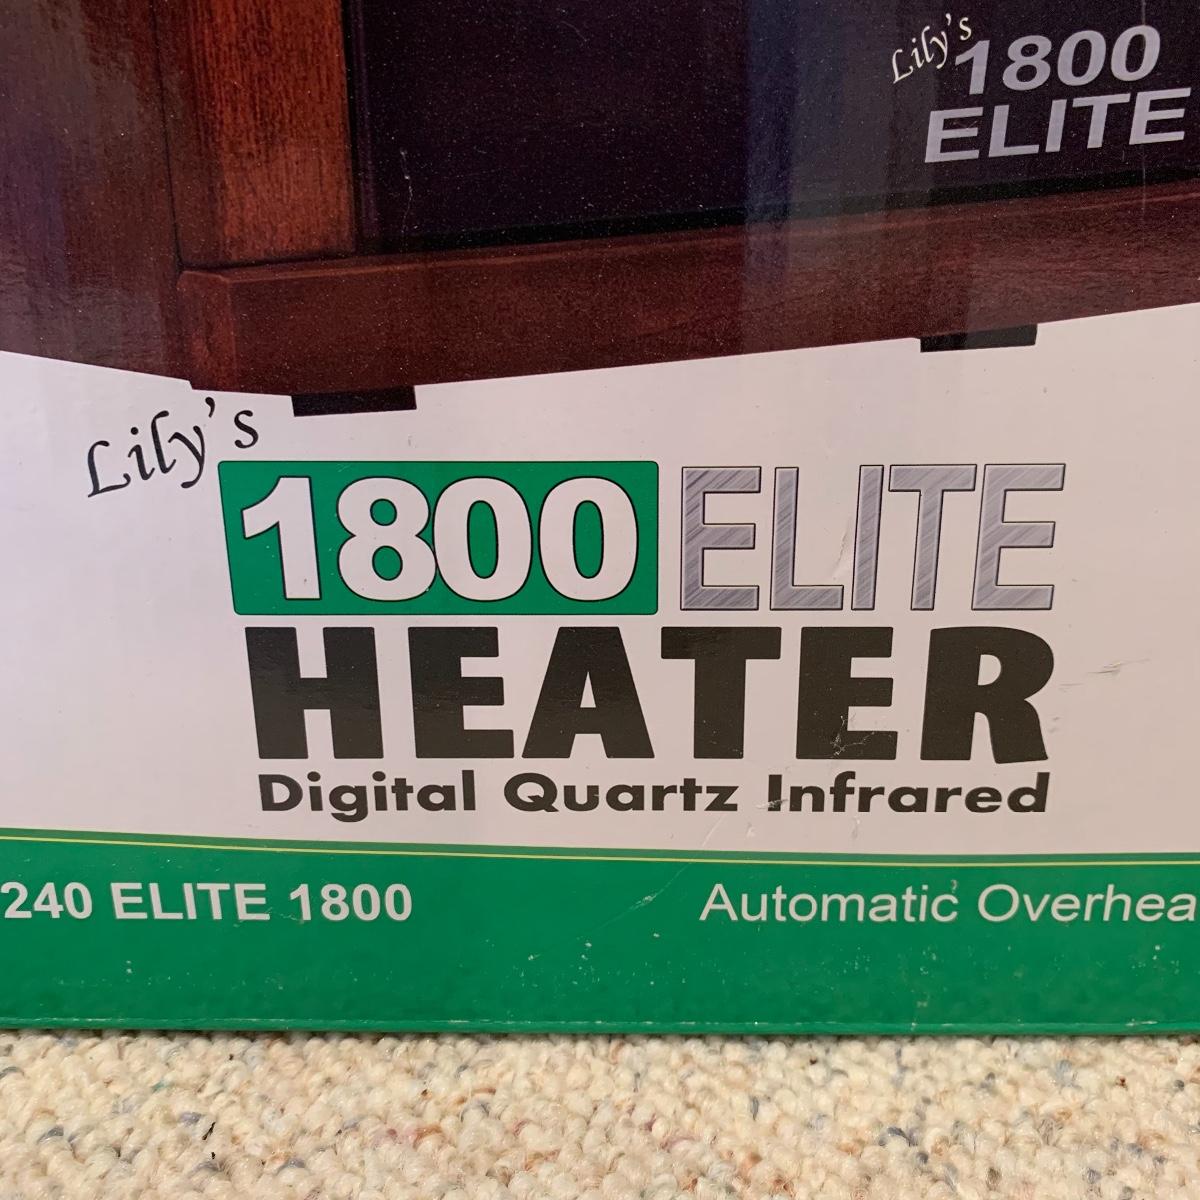 Lily's
1800
ELITE
Lily's
1800 ELITE
HEATER
Digital Quartz Infrared
240 ELITE 1800
Automatic Overhea